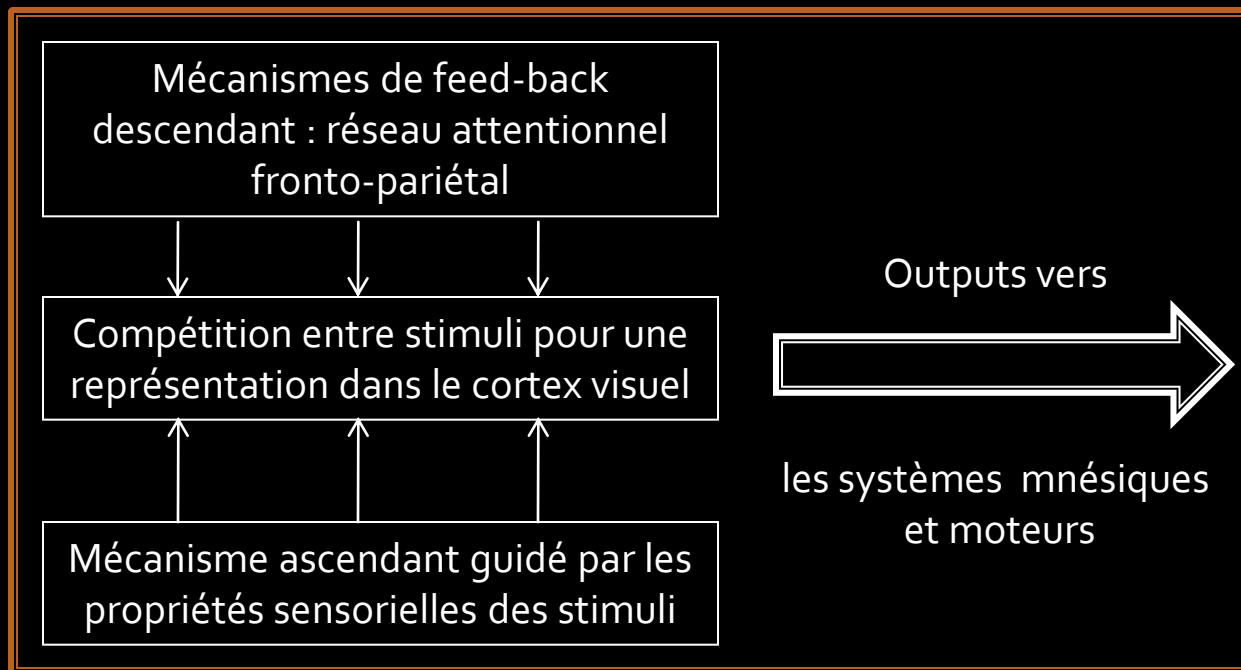 Mécanismes de feed-back
descendant : réseau attentionnel
fronto-pariétal
Compétition entre stimuli pour une
représentation dans le cortex visuel
Mécanisme ascendant guidé par les
propriétés sensorielles des stimuli
Outputs vers
les systèmes mnésiques
et moteurs